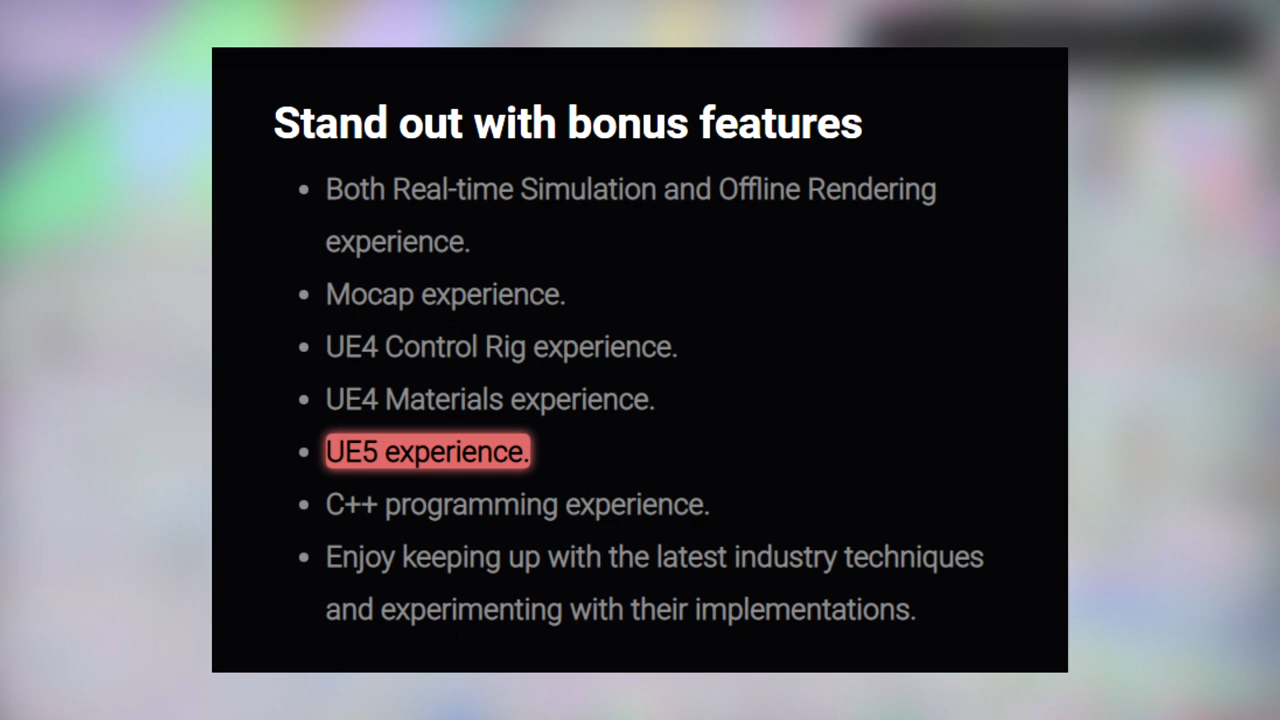 Stand out with bonus features
Both Real-time Simulation and Offline Rendering
experience.
Mocap experience.
UE4 Control Rig experience.
UE4 Materials experience.
UE5 experience.
C++ programming experience.
Enjoy keeping up with the latest industry techniques
and experimenting with their implementations.